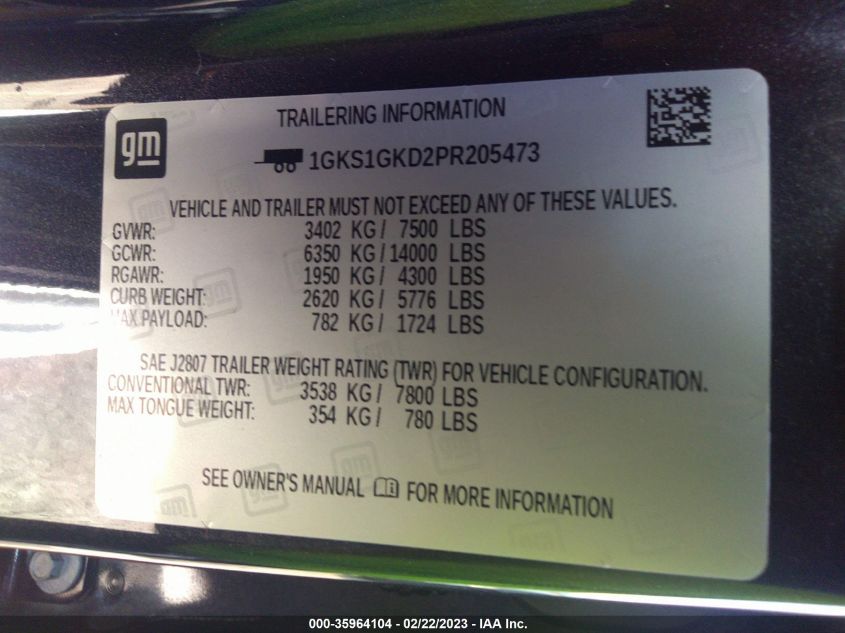 gm
TRAILERING INFORMATION
1GKS1GKD2PR205473
VEHICLE AND TRAILER MUST NOT EXCEED ANY OF THESE VALUES.
GVWR: 3402 KG/ 7500 LBS
GCWR: 6350 KG/14000 LBS
RGAWR: 1950 KG/ 4300 LBS
CURB WEIGHT: 2620 KG/ 5776 LBS
MAX PAYLOAD: 782 KG/ 1724 LBS
SAE J2807 TRAILER WEIGHT RATING (TWR) FOR VEHICLE CONFIGURATION.
CONVENTIONAL TWR: 3538 KG/ 7800 LBS
MAX TONGUE WEIGHT: 354 KG/ 780 LBS
SEE OWNER'S MANUAL FOR MORE INFORMATION
000-35964104 - 02/22/2023 - IAA Inc.